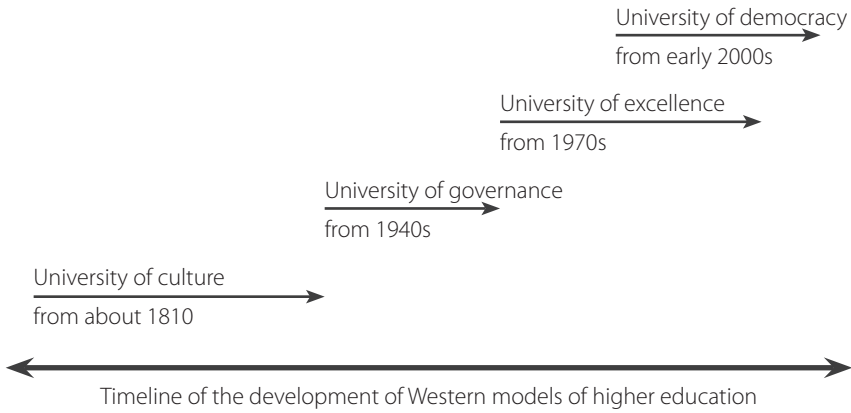 University of democracy
from early 2000s
University of excellence
from 1970s
University of governance
from 1940s
University of culture
from about 1810
Timeline of the development of Western models of higher education